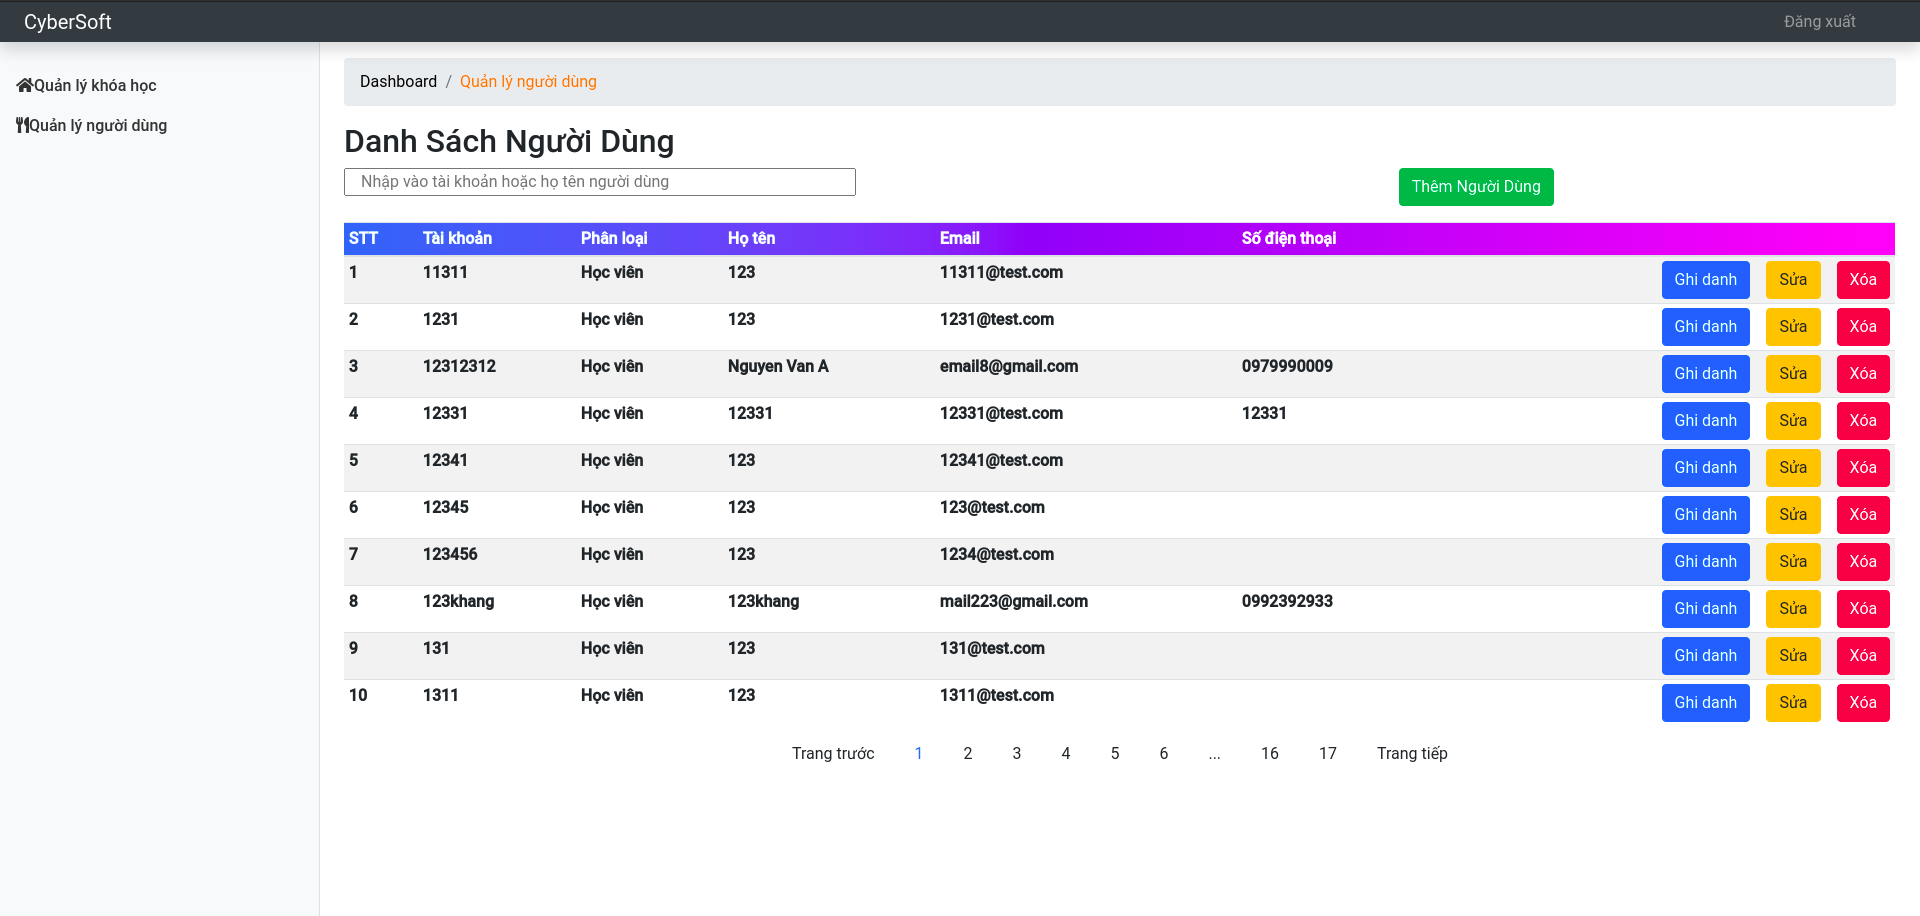 CyberSoft Đăng xuất
Quản lý khóa học
Quản lý người dùng
Dashboard / Quản lý người dùng
Danh Sách Người Dùng
Nhập vào tài khoản hoặc họ tên người dùng Thêm Người Dùng
STT Tài khoản Phân loại Họ tên Email Số điện thoại
1 11311 Học viên 123 11311@test.com Ghi danh Sửa Xóa
2 1231 Học viên 123 1231@test.com Ghi danh Sửa Xóa
3 12312312 Học viên Nguyen Van A email8@gmail.com 0979990009 Ghi danh Sửa Xóa
4 12331 Học viên 12331 12331@test.com 12331 Ghi danh Sửa Xóa
5 12341 Học viên 123 12341@test.com Ghi danh Sửa Xóa
6 12345 Học viên 123 123@test.com Ghi danh Sửa Xóa
7 123456 Học viên 123 1234@test.com Ghi danh Sửa Xóa
8 123khang Học viên 123khang mail223@gmail.com 0992392933 Ghi danh Sửa Xóa
9 131 Học viên 123 131@test.com Ghi danh Sửa Xóa
10 1311 Học viên 123 1311@test.com Ghi danh Sửa Xóa
Trang trước 1 2 3 4 5 6 ... 16 17 Trang tiếp